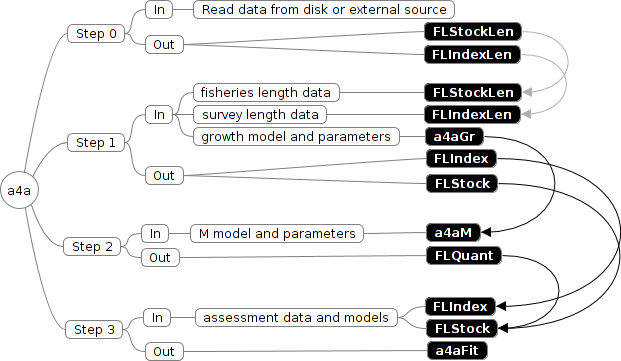 a4a
Step 0
In
Read data from disk or external source
Out
FLStockLen
FLIndexLen
Step 1
In
fisheries length data
FLStockLen
survey length data
FLIndexLen
growth model and parameters
a4aGr
Out
FLIndex
FLStock
Step 2
In
M model and parameters
a4aM
Out
FLQuant
Step 3
In
assessment data and models
FLIndex
FLStock
Out
a4aFit